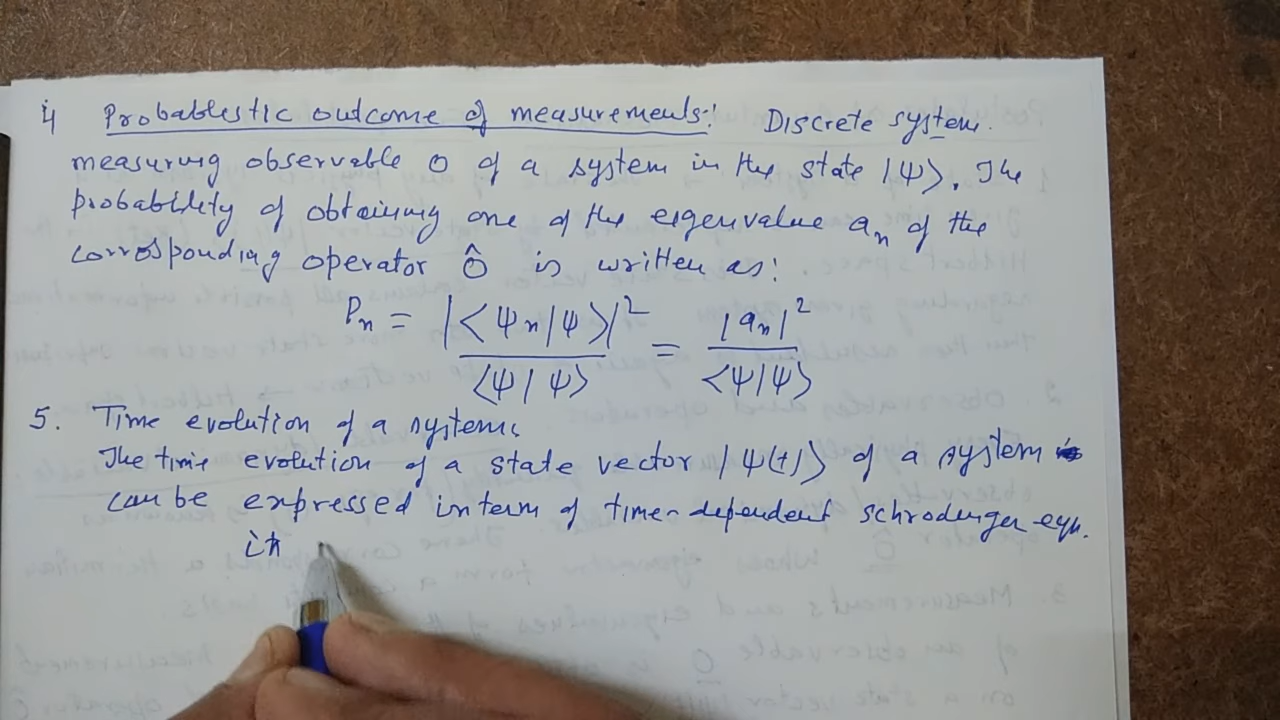 4 Probablestic outcome of measurements: Discrete system.
measuring observable O of a system in the state |ψ⟩. The
probability of obtaining one of the eigenvalue aₙ of the
corresponding operator Ô is written as:
Pₙ = |⟨ψₙ|ψ⟩|² / ⟨ψ|ψ⟩ = |aₙ|² / ⟨ψ|ψ⟩
5. Time evolution of a system.
The time evolution of a state vector |ψ(t)⟩ of a system
can be expressed in term of time-dependent schrodinger eqn.
iħ